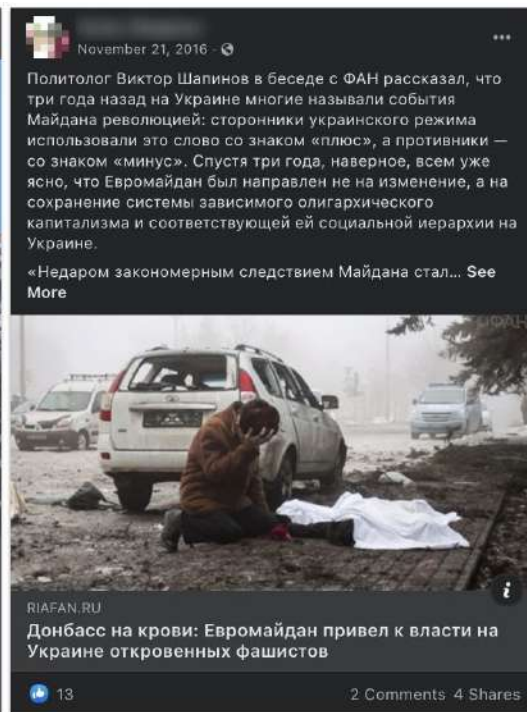 November 21, 2016 ·
Политолог Виктор Шапинов в беседе с ФАН рассказал, что
три года назад на Украине многие называли события
Майдана революцией: сторонники украинского режима
использовали это слово со знаком «плюс», а противники —
со знаком «минус». Спустя три года, наверное, всем уже
ясно, что Евромайдан был направлен не на изменение, а на
сохранение системы зависимого олигархического
капитализма и соответствующей ей социальной иерархии на
Украине.
«Недаром закономерным следствием Майдана стал... See
More
RIAFAN.RU
Донбасс на крови: Евромайдан привел к власти на
Украине откровенных фашистов
13
2 Comments 4 Shares